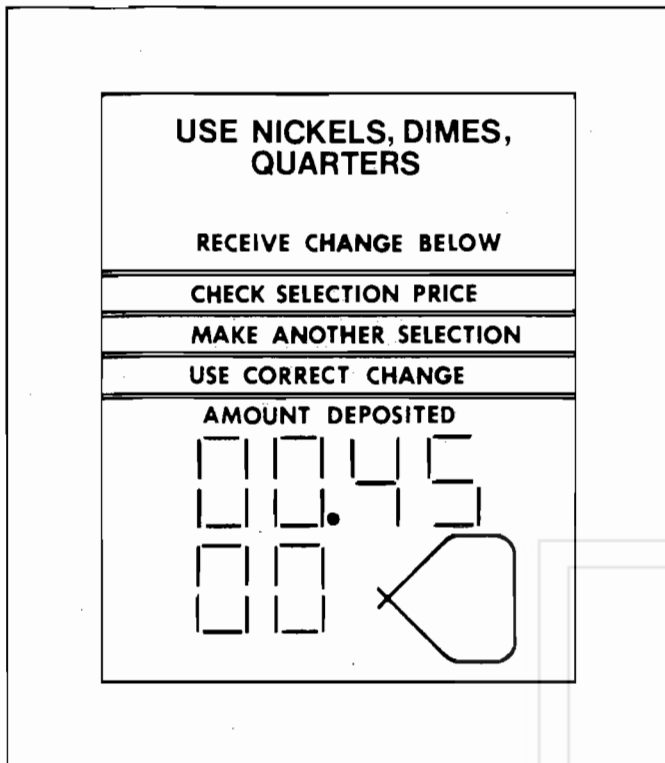 USE NICKELS, DIMES,
QUARTERS
RECEIVE CHANGE BELOW
CHECK SELECTION PRICE
MAKE ANOTHER SELECTION
USE CORRECT CHANGE
AMOUNT DEPOSITED
00.45
00